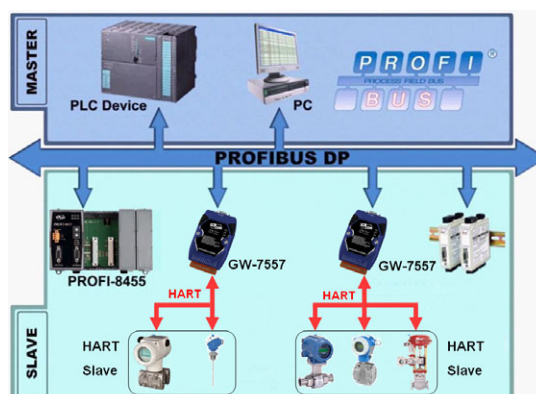 MASTER
PLC Device
PC
PROFI®
PROCESS FIELD BUS
BUS
PROFIBUS DP
SLAVE
PROFI-8455
GW-7557
GW-7557
HART
HART
HART
Slave
HART
Slave